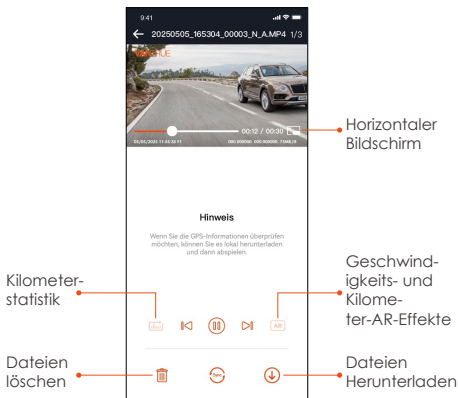 9:41
20250505_165304_00003_N_A.MP4 1/3
00:12 / 00:30
Horizontaler
Bildschirm
Hinweis
Wenn Sie die GPS-Informationen überprüfen
möchten, können Sie es lokal herunterladen
und dann abspielen.
Kilometer-
statistik
Geschwind-
igkeits- und
Kilome-
ter-AR-Effekte
AR
Dateien
löschen
Sync
Dateien
Herunterladen